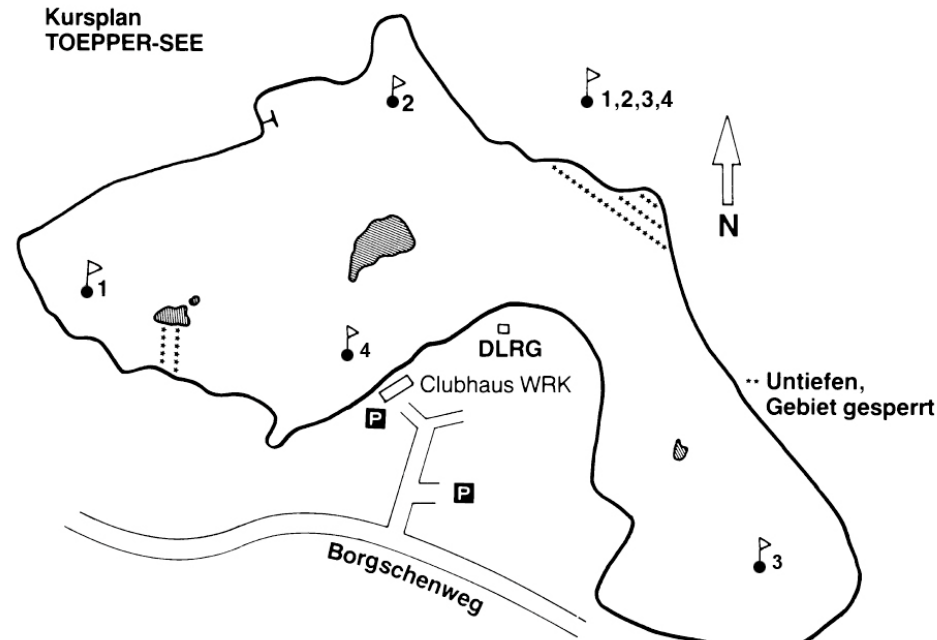 Kursplan
TOEPPER-SEE
2
1,2,3,4
N
1
4
DLRG
Clubhaus WRK
P
Untiefen,
Gebiet gesperrt
P
3
Borgschenweg